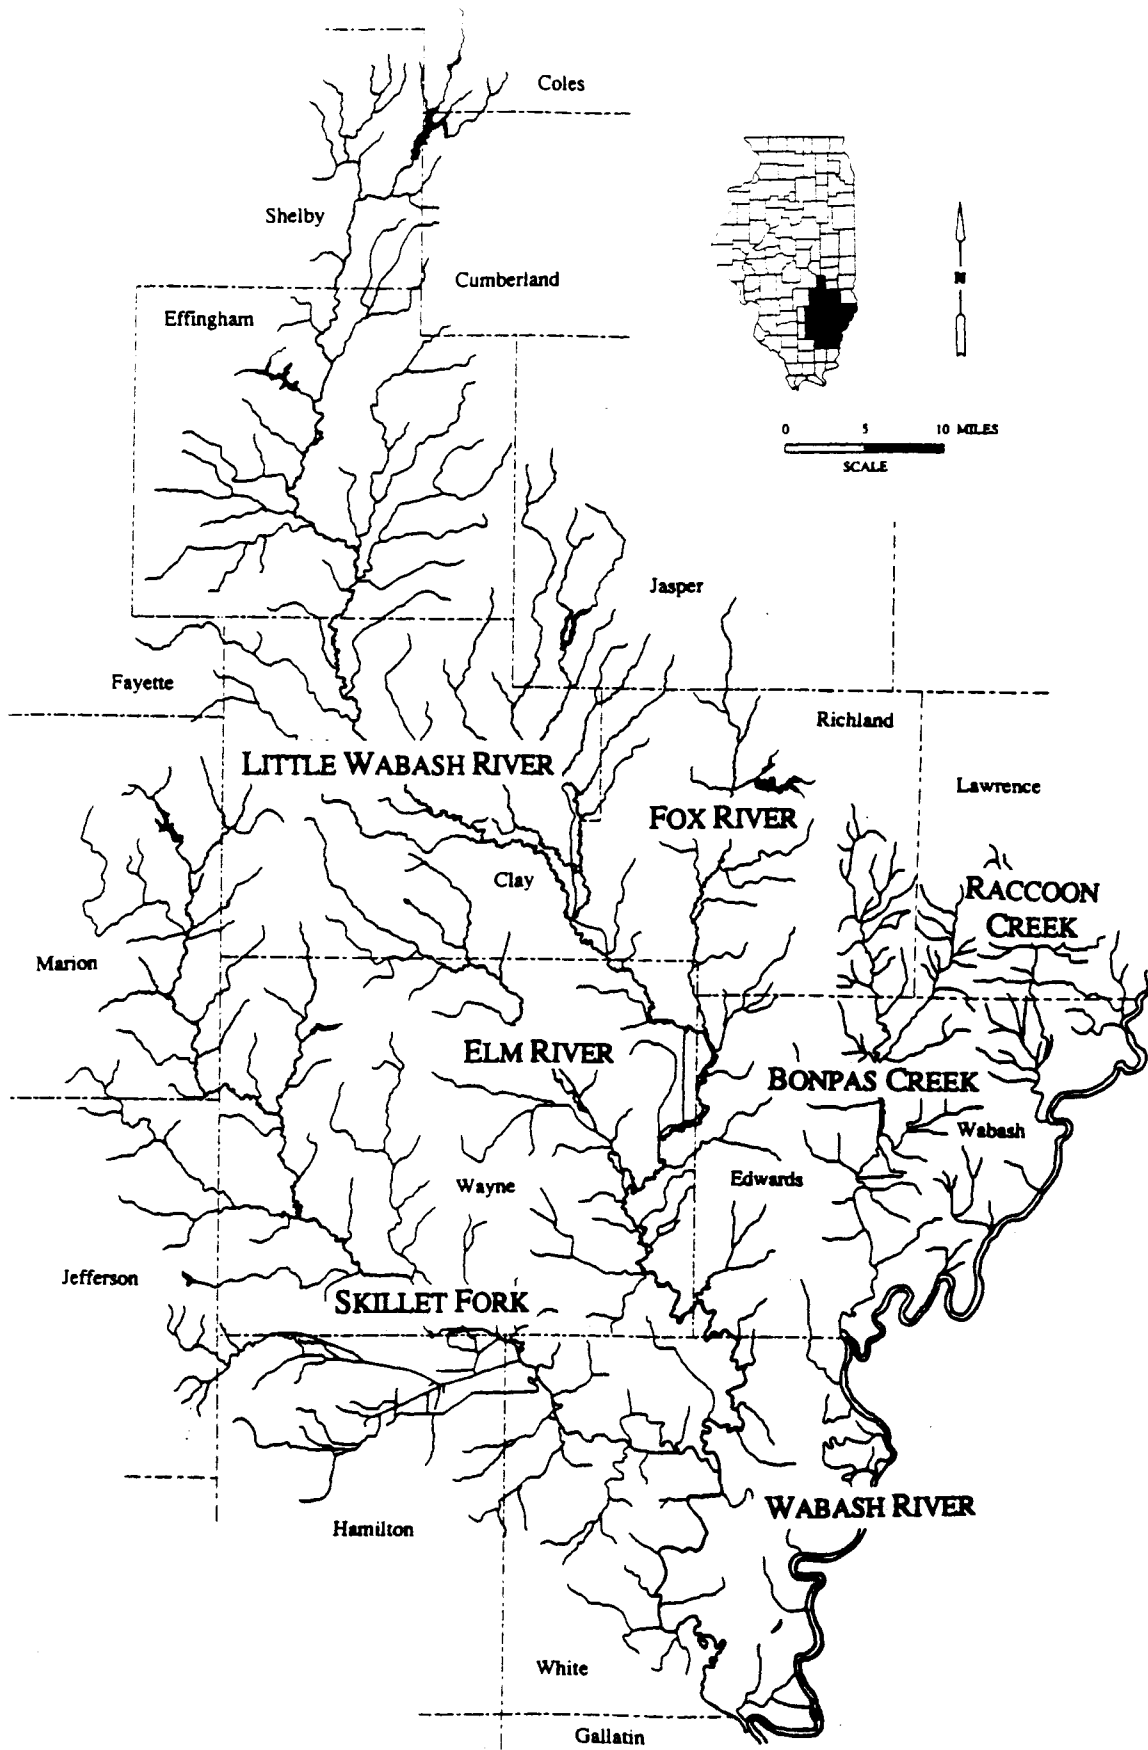 Coles
Shelby
Cumberland
Effingham
N
0 5 10 MILES
SCALE
Jasper
Fayette
Richland
LITTLE WABASH RIVER
Lawrence
FOX RIVER
Clay
RACCOON
CREEK
Marion
ELM RIVER
BONPAS CREEK
Wabash
Wayne
Edwards
Jefferson
SKILLET FORK
WABASH RIVER
Hamilton
White
Gallatin